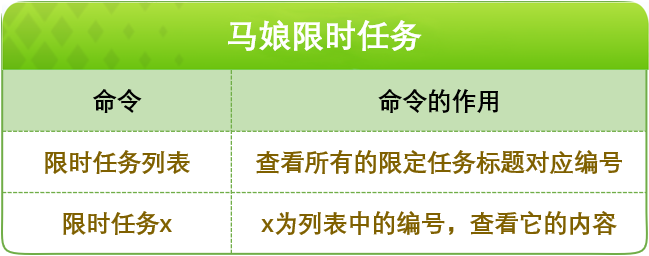 马娘限时任务
命令 命令的作用
限时任务列表 查看所有的限定任务标题对应编号
限时任务x x为列表中的编号，查看它的内容